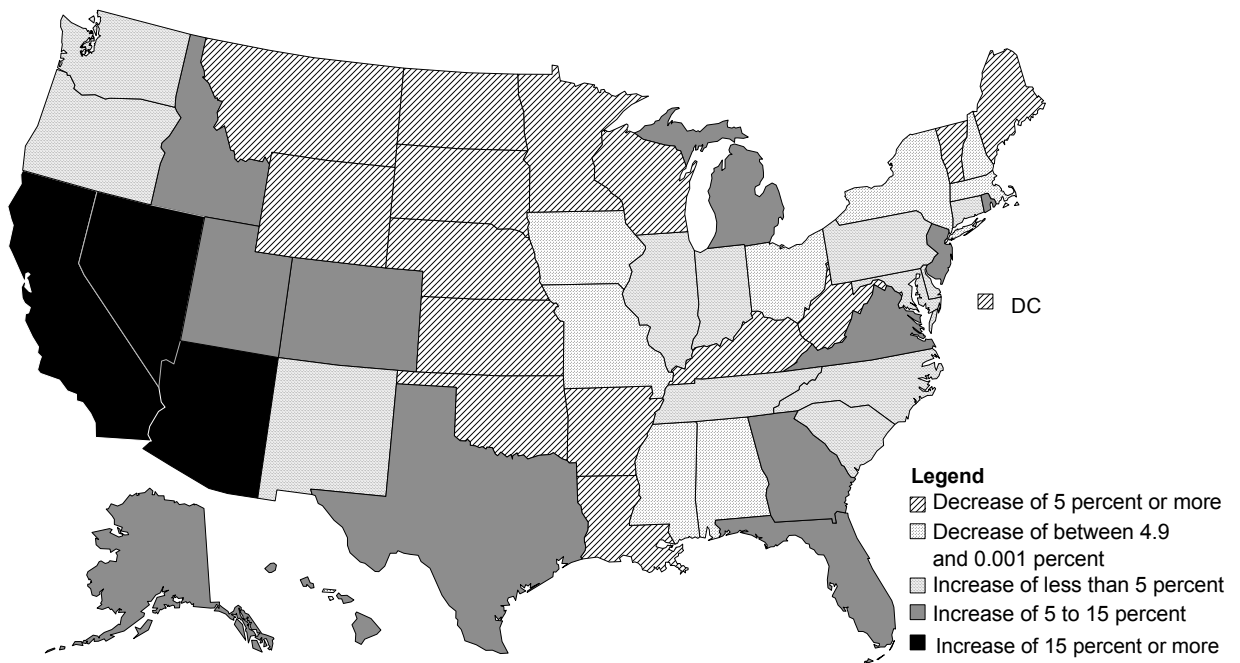 DC
Legend
Decrease of 5 percent or more
Decrease of between 4.9
and 0.001 percent
Increase of less than 5 percent
Increase of 5 to 15 percent
Increase of 15 percent or more